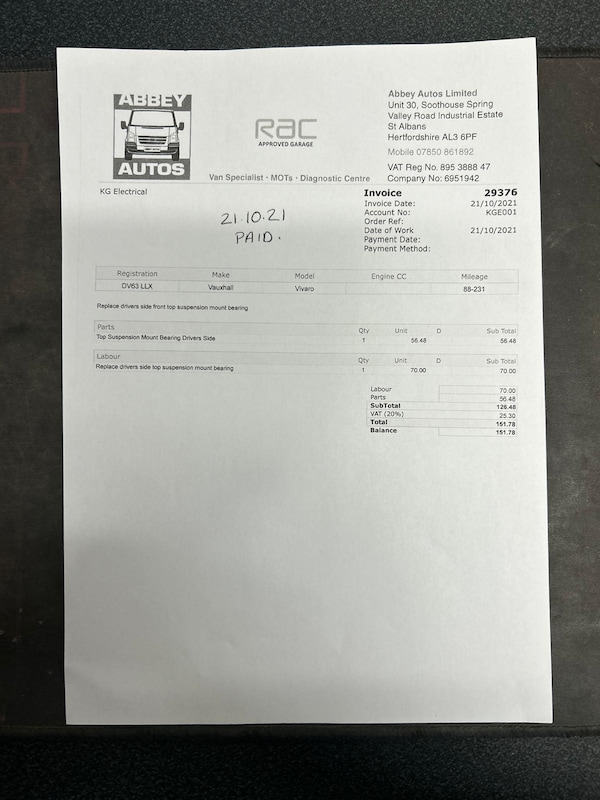 ABBEY
AUTOS
RAC
APPROVED GARAGE
Van Specialist · MOTs · Diagnostic Centre
Abbey Autos Limited
Unit 30, Soothouse Spring
Valley Road Industrial Estate
St Albans
Hertfordshire AL3 6PF
Mobile 07850 861892
VAT Reg No. 895 3888 47
Company No: 6951942
KG Electrical
21.10.21
PAID.
Invoice 29376
Invoice Date: 21/10/2021
Account No: KGE001
Order Ref:
Date of Work 21/10/2021
Payment Date:
Payment Method:
Registration Make Model Engine CC Mileage
DV63 LLX Vauxhall Vivaro 88-231
Replace drivers side front top suspension mount bearing
Parts Qty Unit D Sub Total
Top Suspension Mount Bearing Drivers Side 1 56.48 56.48
Labour Qty Unit D Sub Total
Replace drivers side top suspension mount bearing 1 70.00 70.00
Labour 70.00
Parts 56.48
SubTotal 126.48
VAT (20%) 25.30
Total 151.78
Balance 151.78